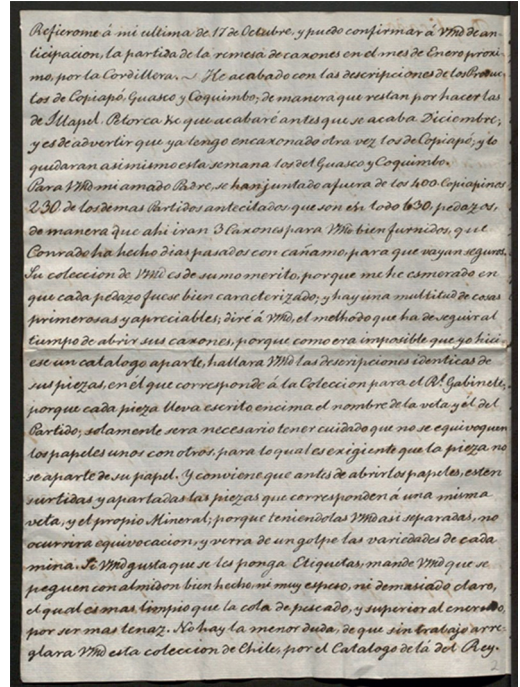 Refierome á mi ultima de 17 de Octubre, y puedo confirmar á Vmd de an-
ticipacion, la partida de la remesa de caxones en el mes de Enero proxi-
mo, por la Cordillera. ~ He acabado con las descripciones de los Produc-
tos de Copiapó, Guasco y Coquimbo; de manera que restan por hacer las
de Illapel, Petorca &c que acabaré antes que se acaba Diciembre,
y es de advertir que ya tengo encaxonado otra vez los de Copiapó; y lo
quedaran asimismo esta semana los del Guasco y Coquimbo.
Para Vmd mi amado Padre, se han juntado afuera de los 400 Copiapinos
230 de los demas Partidos antecitados, que son en todo 630, pedazos,
de manera que ahi iran 3 Caxones para Vmd bien furnidos, que
Conrado ha hecho dias pasados con cañamo, para que vayan seguros.
Su coleccion de Vmd es de sumo merito, porque me he esmerado en
que cada pedazo fuese bien caracterizado; y hay una multitud de cosas
primerosas y apreciables; diré á Vmd, el methodo que ha de seguir al
tiempo de abrir sus caxones, porque como era imposible que yo hici-
ese un catalogo aparte, hallara Vmd las descripciones identicas de
sus piezas, en el que corresponde á la Coleccion para el Rl. Gabinete,
porque cada pieza lleva escrito encima el nombre de la veta y el del
Partido; solamente sera necesario tener cuidado que no se equivoquen
los papeles unos con otros, para lo qual es exigiente que la pieza no
se aparte de su papel. Y conviene que antes de abrir los papeles, esten
surtidas y apartadas las piezas que corresponden á una misma
veta, y el propio Mineral; porque teniendolas Vmd asi separadas, no
ocurrira equivocacion, y verra de un golpe las variedades de cada
mina. Si Vmd gusta que se les ponga Etiquetas, mande Vmd que se
peguen con almidon bien hecho, ni muy espeso, ni demasiado claro,
el qual es mas limpio que la cola de pescado, y superior al
por ser mas tenaz. No hay la menor duda, de que sin trabajo arre-
glara Vmd esta coleccion de Chile, por el Catalogo de la del Rey.
2